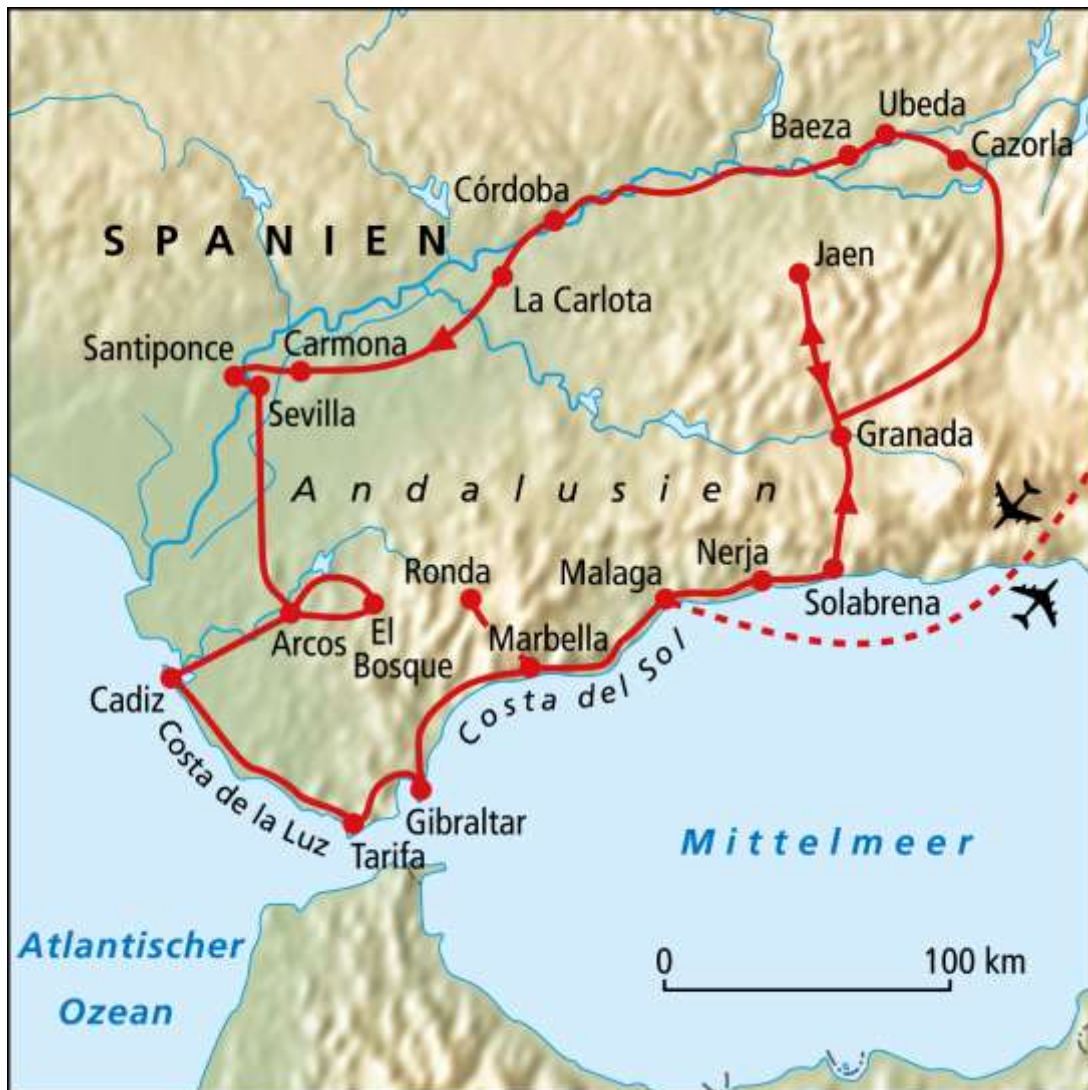 Ubeda
Baeza
Cazorla
Córdoba
SPANIEN
Jaen
La Carlota
Santiponce
Carmona
Sevilla
Granada
Andalusien
Ronda
Malaga
Nerja
Solabrena
Arcos
El
Bosque
Marbella
Cadiz
Costa del Sol
Costa de la Luz
Gibraltar
Tarifa
Mittelmeer
Atlantischer
Ozean
0 100 km